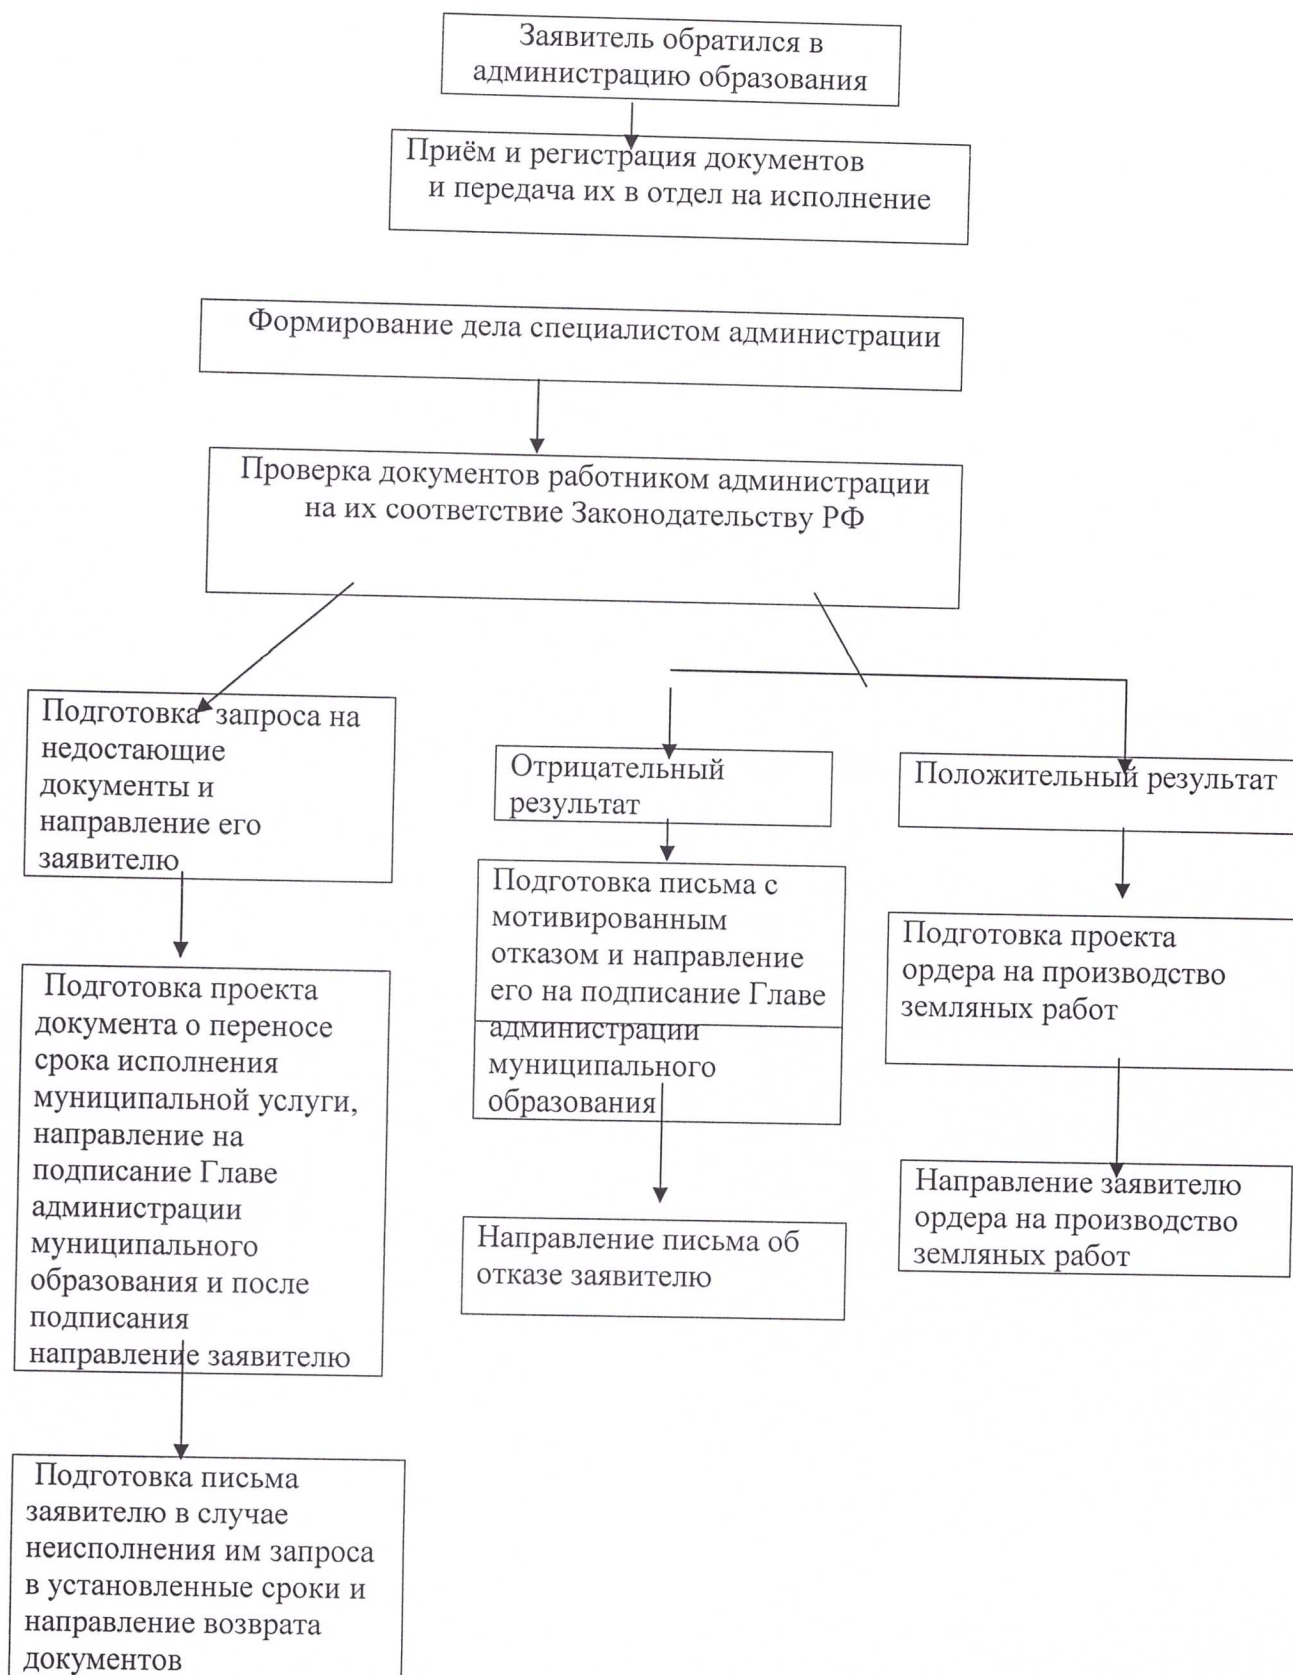 Заявитель обратился в
администрацию образования
Приём и регистрация документов
и передача их в отдел на исполнение
Формирование дела специалистом администрации
Проверка документов работником администрации
на их соответствие Законодательству РФ
Подготовка запроса на
недостающие
документы и
направление его
заявителю
Подготовка проекта
документа о переносе
срока исполнения
муниципальной услуги,
направление на
подписание Главе
администрации
муниципального
образования и после
подписания
направление заявителю
Подготовка письма
заявителю в случае
неисполнения им запроса
в установленные сроки и
направление возврата
документов
Отрицательный
результат
Подготовка письма с
мотивированным
отказом и направление
его на подписание Главе
администрации
муниципального
образования
Направление письма об
отказе заявителю
Положительный результат
Подготовка проекта
ордера на производство
земляных работ
Направление заявителю
ордера на производство
земляных работ